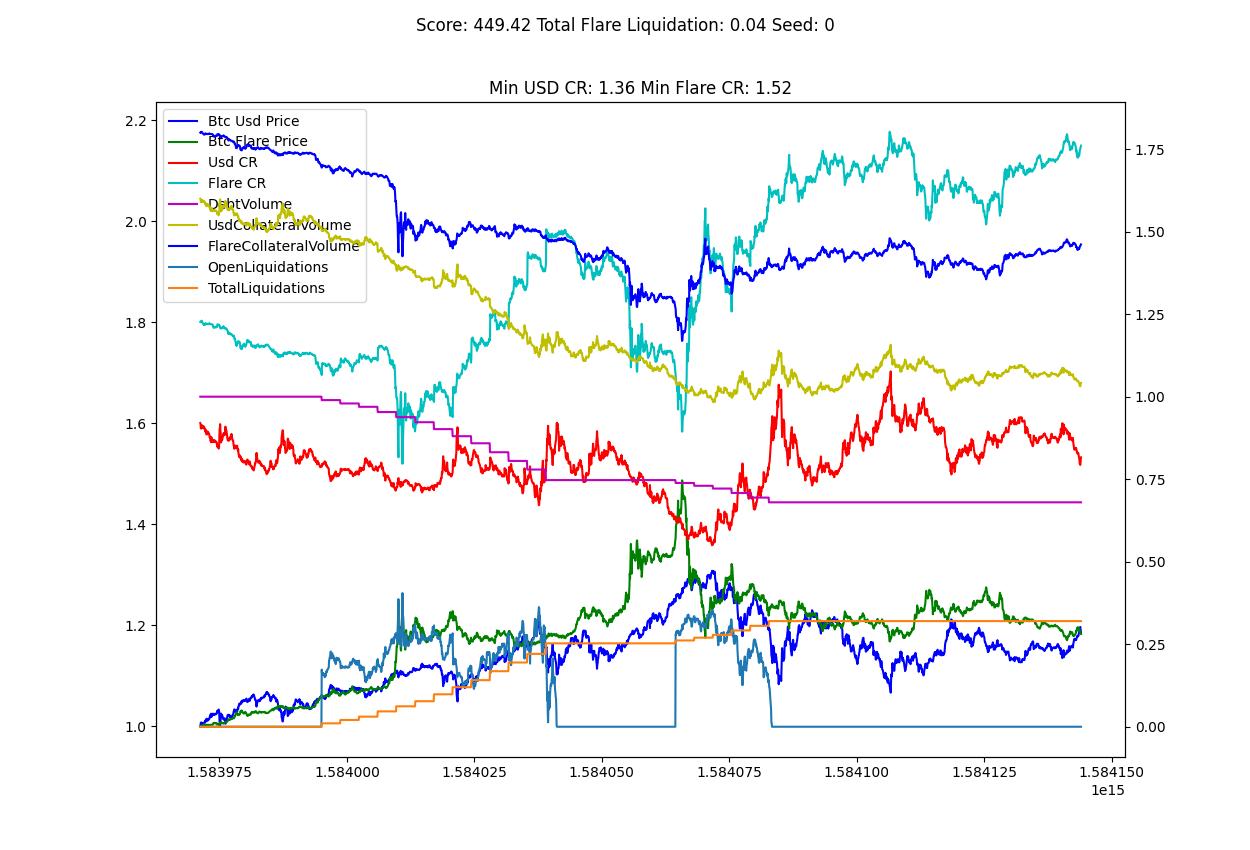 Score: 449.42 Total Flare Liquidation: 0.04 Seed: 0
Min USD CR: 1.36 Min Flare CR: 1.52
Btc Usd Price
Btc Flare Price
Usd CR
Flare CR
DebtVolume
UsdCollateralVolume
FlareCollateralVolume
OpenLiquidations
TotalLiquidations
2.2
2.0
1.8
1.6
1.4
1.2
1.0
1.75
1.50
1.25
1.00
0.75
0.50
0.25
0.00
1.583975 1.584000 1.584025 1.584050 1.584075 1.584100 1.584125 1.584150
1e15